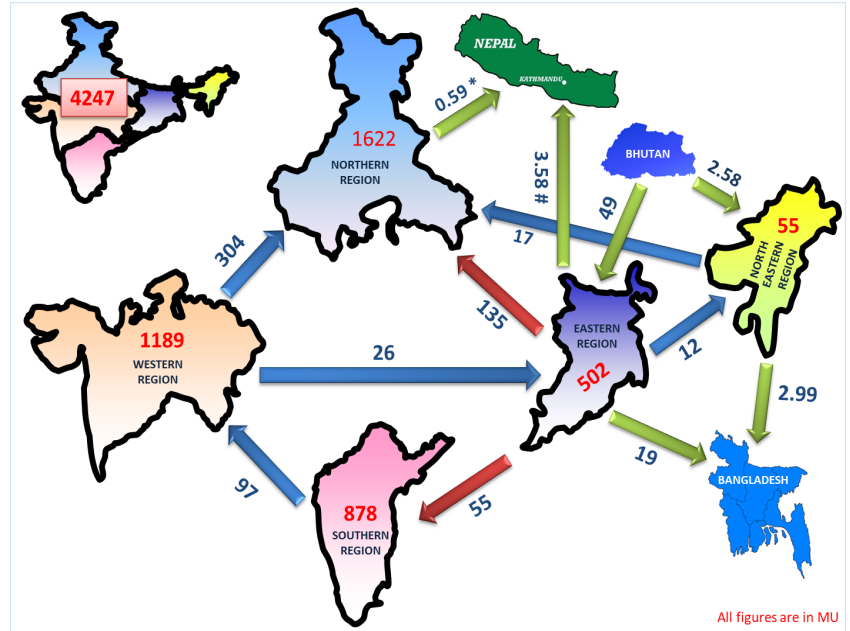 4247
NEPAL
KATHMANDU
0.59 *
1622
NORTHERN
REGION
3.58 #
BHUTAN
2.58
49
55
NORTH
EASTERN
REGION
17
304
135
EASTERN
REGION
502
12
1189
WESTERN
REGION
26
2.99
19
97
878
SOUTHERN
REGION
55
BANGLADESH
All figures are in MU